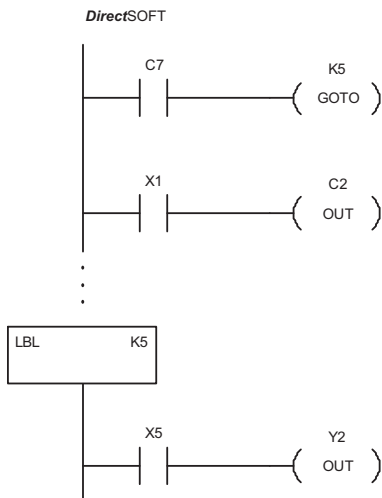 DirectSOFT
C7 K5
GOTO
X1 C2
OUT
LBL K5
X5 Y2
OUT